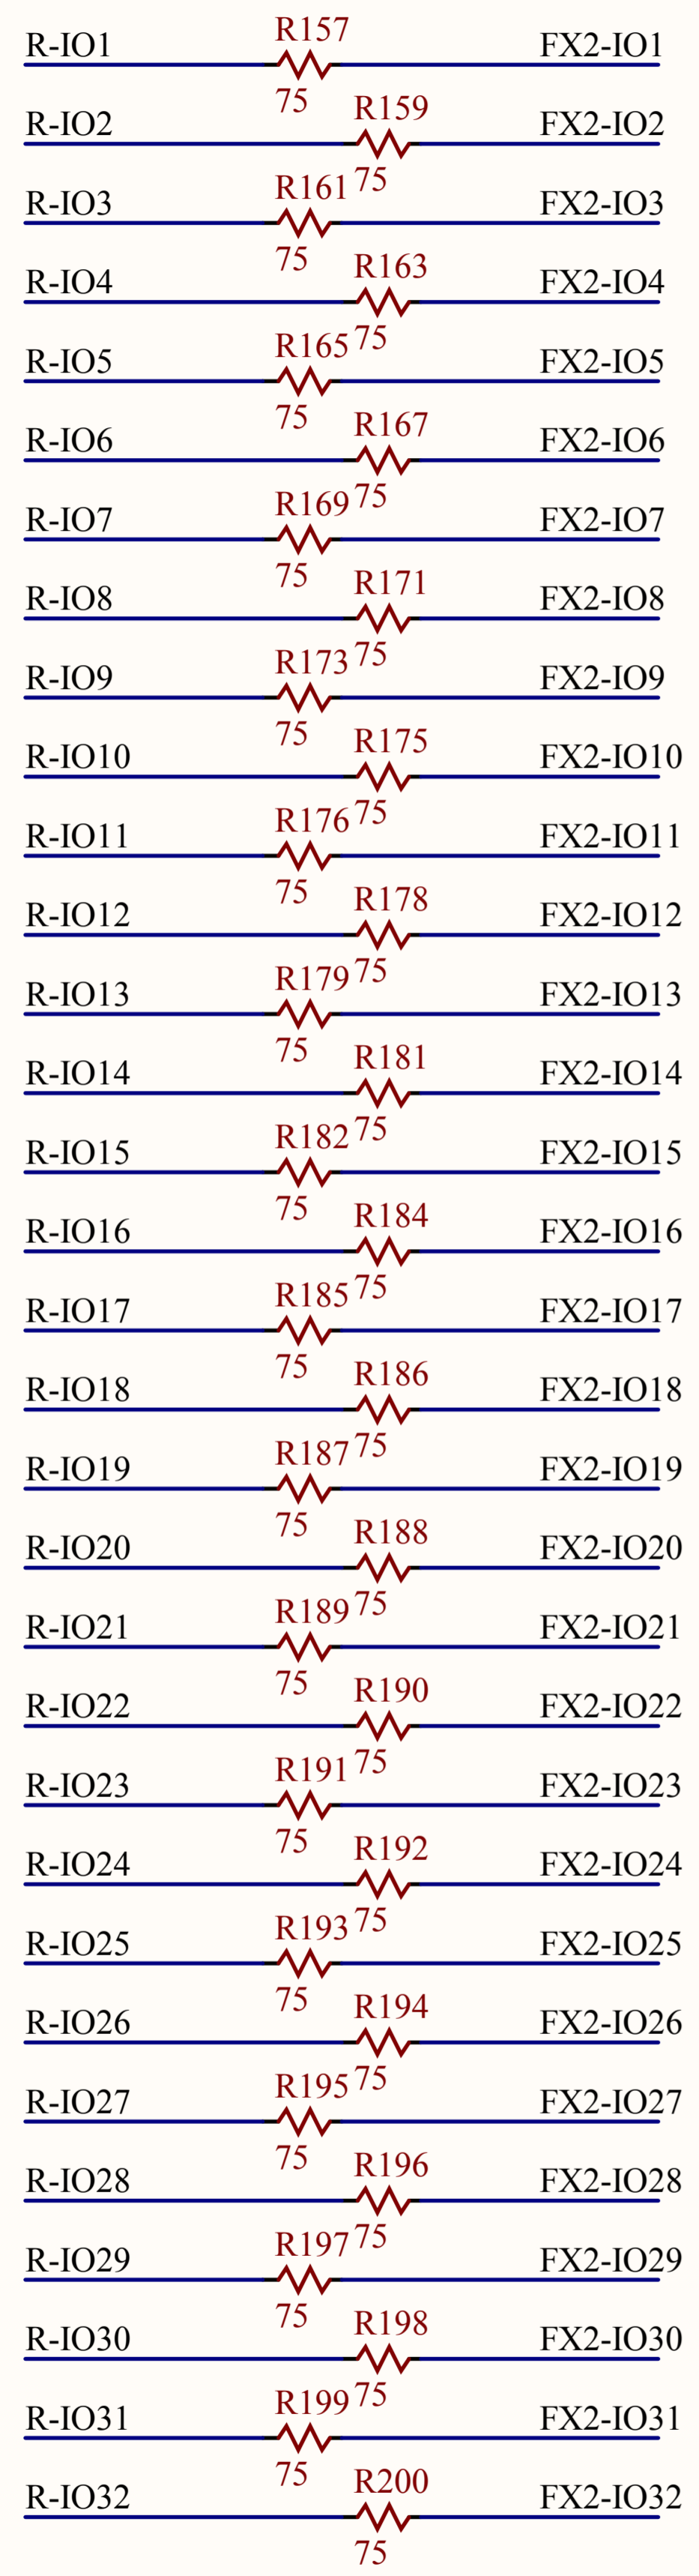 R157
R-IO1 FX2-IO1
75
R159
R-IO2 FX2-IO2
R161 75
R-IO3 FX2-IO3
75
R163
R-IO4 FX2-IO4
R165 75
R-IO5 FX2-IO5
75
R167
R-IO6 FX2-IO6
R169 75
R-IO7 FX2-IO7
75
R171
R-IO8 FX2-IO8
R173 75
R-IO9 FX2-IO9
75
R175
R-IO10 FX2-IO10
R176 75
R-IO11 FX2-IO11
75
R178
R-IO12 FX2-IO12
R179 75
R-IO13 FX2-IO13
75
R181
R-IO14 FX2-IO14
R182 75
R-IO15 FX2-IO15
75
R184
R-IO16 FX2-IO16
R185 75
R-IO17 FX2-IO17
75
R186
R-IO18 FX2-IO18
R187 75
R-IO19 FX2-IO19
75
R188
R-IO20 FX2-IO20
R189 75
R-IO21 FX2-IO21
75
R190
R-IO22 FX2-IO22
R191 75
R-IO23 FX2-IO23
75
R192
R-IO24 FX2-IO24
R193 75
R-IO25 FX2-IO25
75
R194
R-IO26 FX2-IO26
R195 75
R-IO27 FX2-IO27
75
R196
R-IO28 FX2-IO28
R197 75
R-IO29 FX2-IO29
75
R198
R-IO30 FX2-IO30
R199 75
R-IO31 FX2-IO31
75
R200
R-IO32 FX2-IO32
75